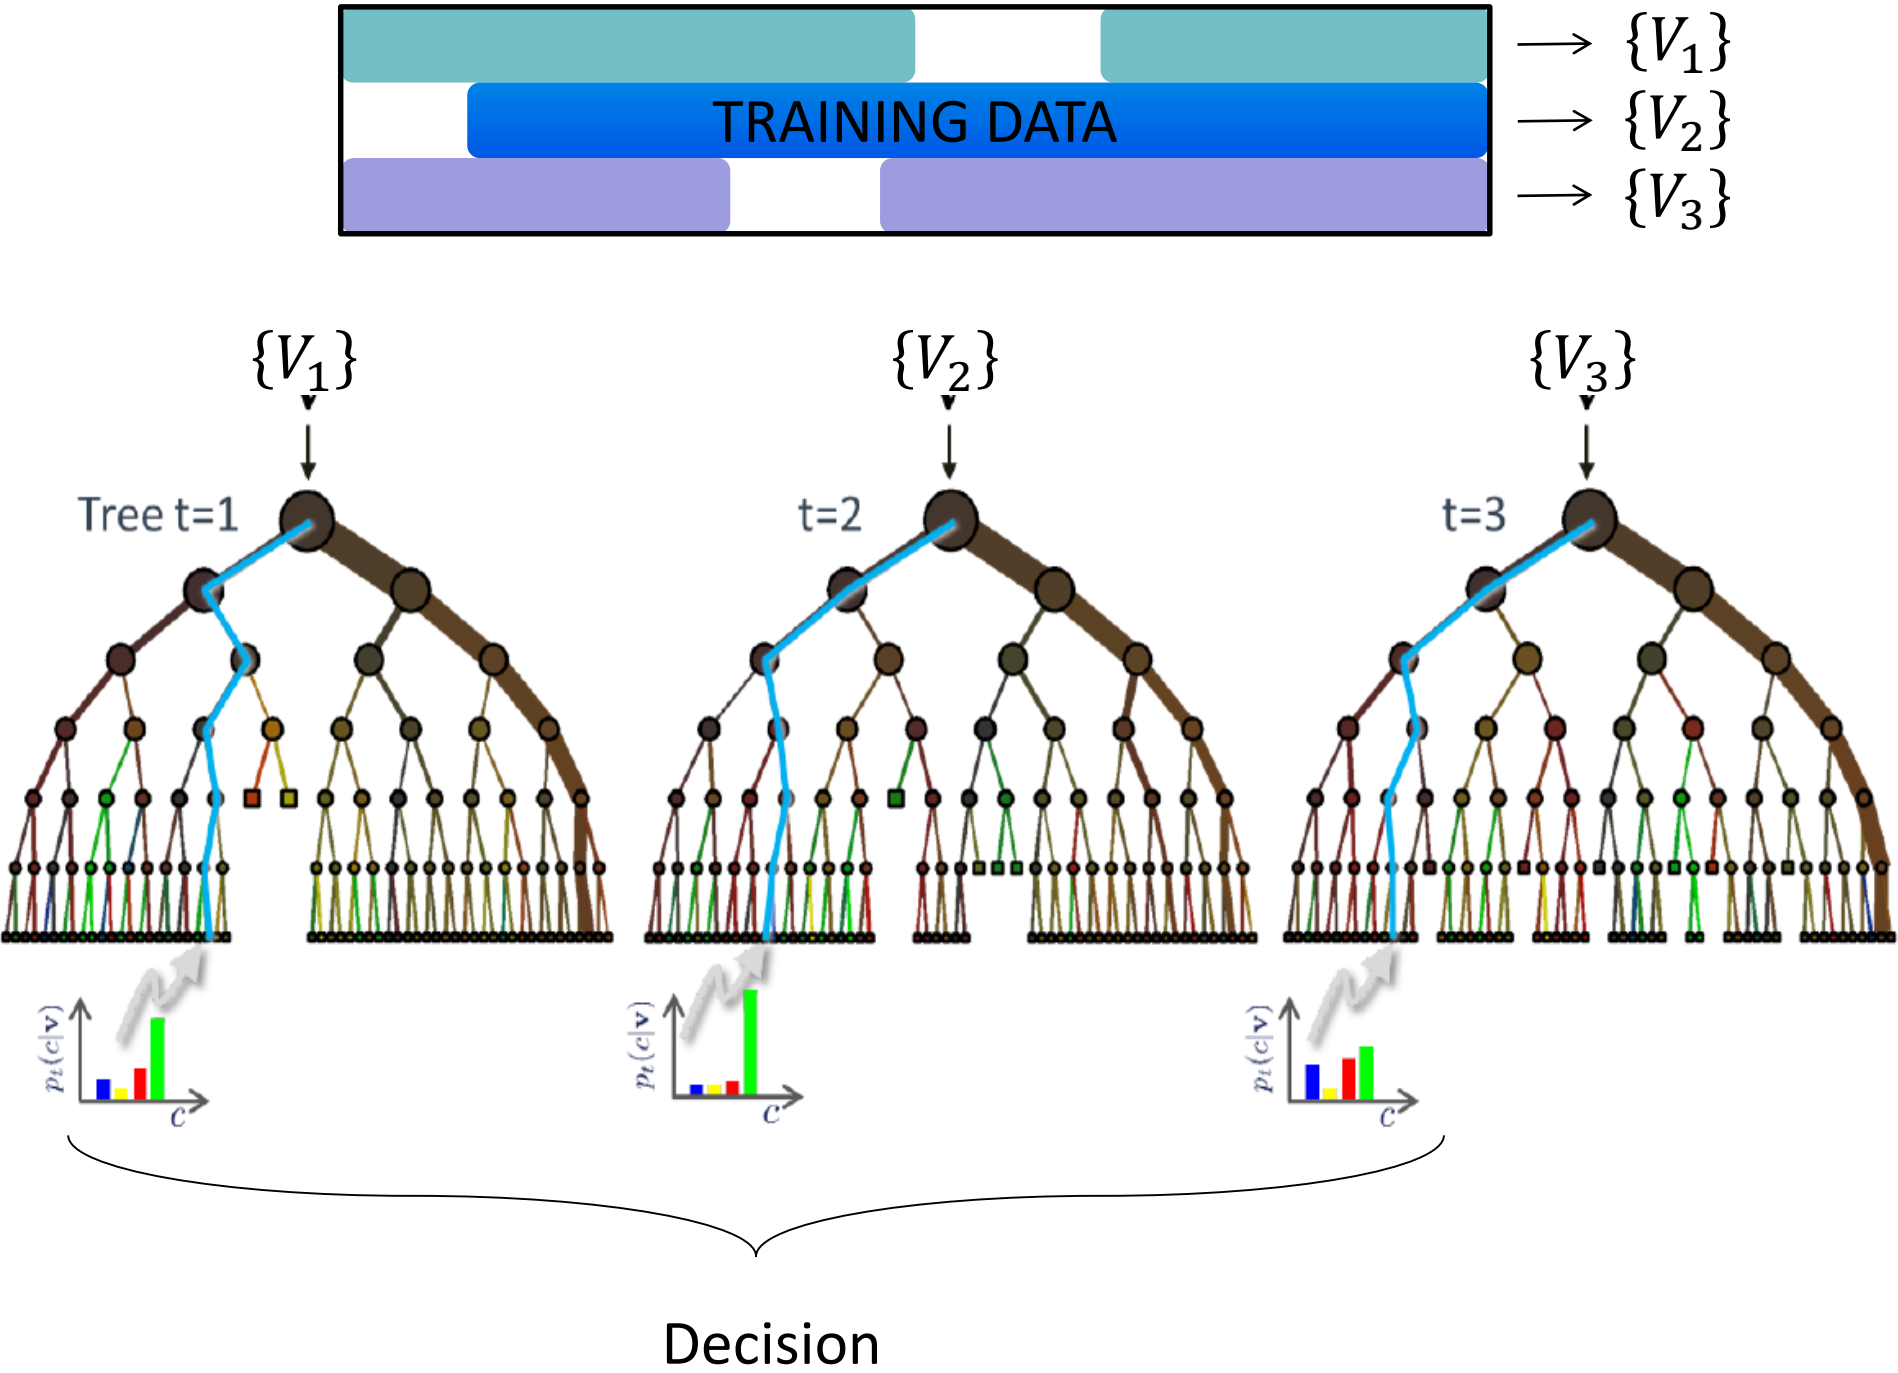 {V₁}
TRAINING DATA
{V₂}
{V₃}
{V₁}
{V₂}
{V₃}
Tree t=1
t=2
t=3
pₜ(c|v)
c
pₜ(c|v)
c
pₜ(c|v)
c
Decision